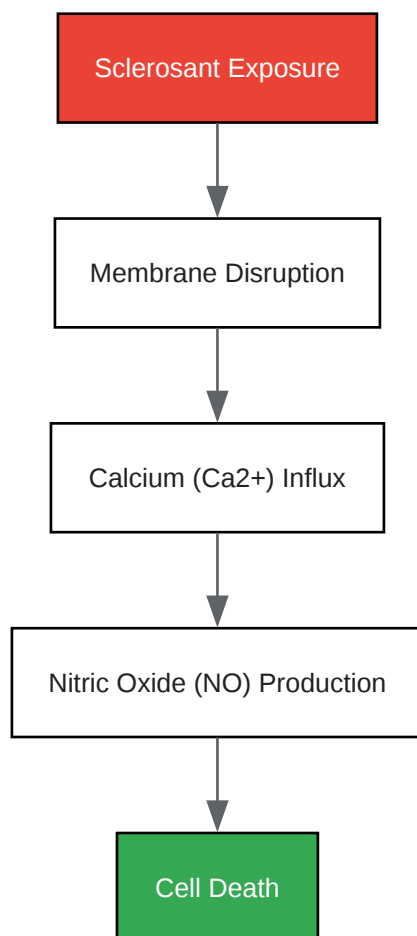 Sclerosant Exposure
Membrane Disruption
Calcium (Ca2+) Influx
Nitric Oxide (NO) Production
Cell Death